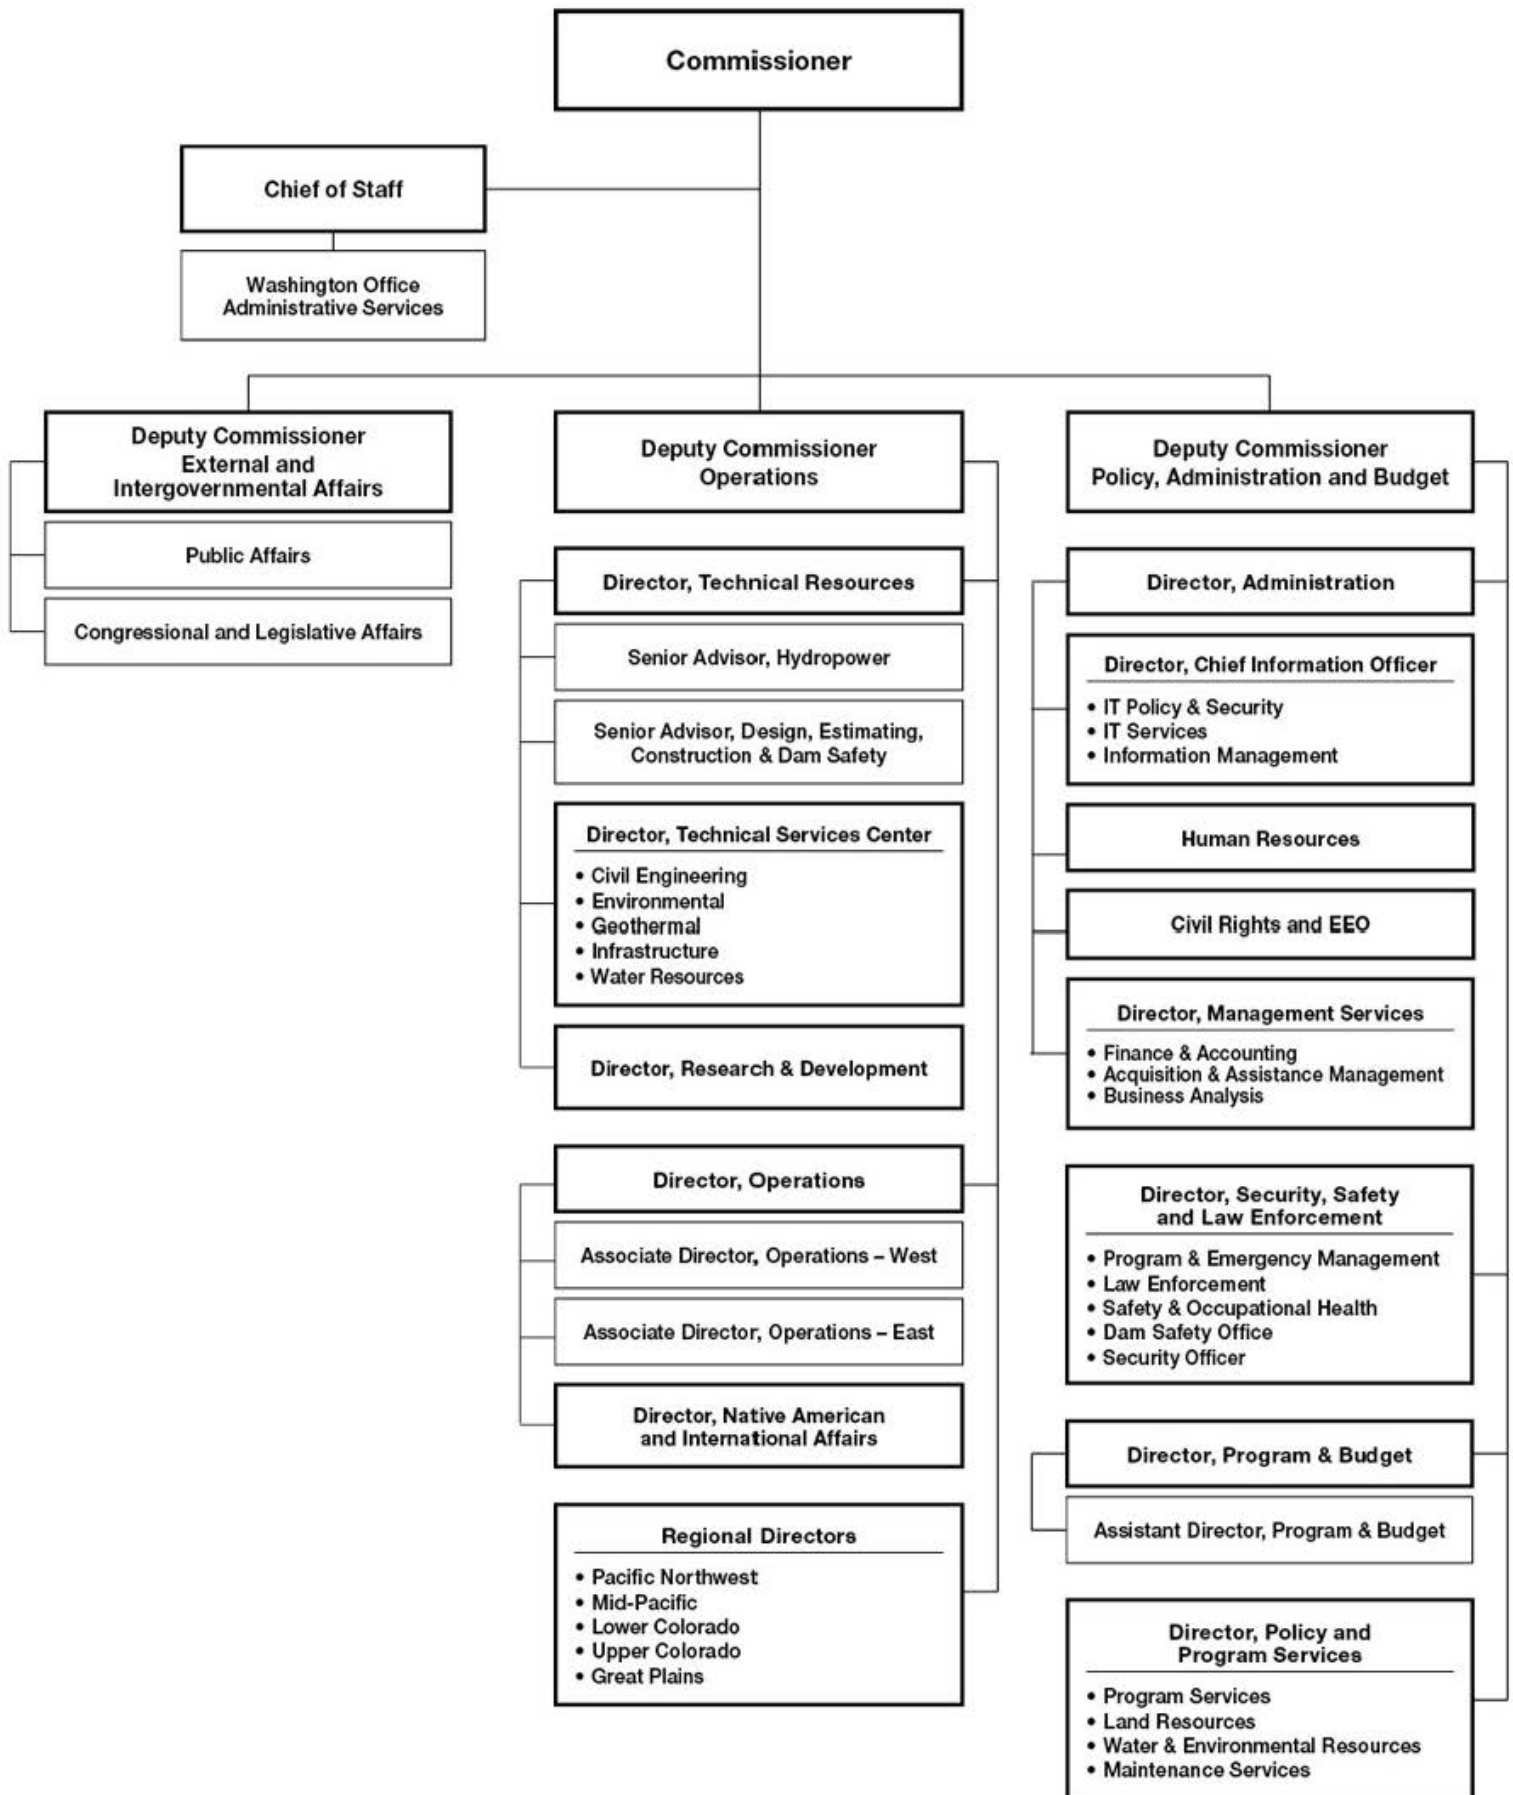 Commissioner
Chief of Staff
Washington Office
Administrative Services
Deputy Commissioner
External and
Intergovernmental Affairs
Public Affairs
Congressional and Legislative Affairs
Deputy Commissioner
Operations
Director, Technical Resources
Senior Advisor, Hydropower
Senior Advisor, Design, Estimating,
Construction & Dam Safety
Director, Technical Services Center
• Civil Engineering
• Environmental
• Geothermal
• Infrastructure
• Water Resources
Director, Research & Development
Director, Operations
Associate Director, Operations – West
Associate Director, Operations – East
Director, Native American
and International Affairs
Regional Directors
• Pacific Northwest
• Mid-Pacific
• Lower Colorado
• Upper Colorado
• Great Plains
Deputy Commissioner
Policy, Administration and Budget
Director, Administration
Director, Chief Information Officer
• IT Policy & Security
• IT Services
• Information Management
Human Resources
Civil Rights and EEO
Director, Management Services
• Finance & Accounting
• Acquisition & Assistance Management
• Business Analysis
Director, Security, Safety
and Law Enforcement
• Program & Emergency Management
• Law Enforcement
• Safety & Occupational Health
• Dam Safety Office
• Security Officer
Director, Program & Budget
Assistant Director, Program & Budget
Director, Policy and
Program Services
• Program Services
• Land Resources
• Water & Environmental Resources
• Maintenance Services